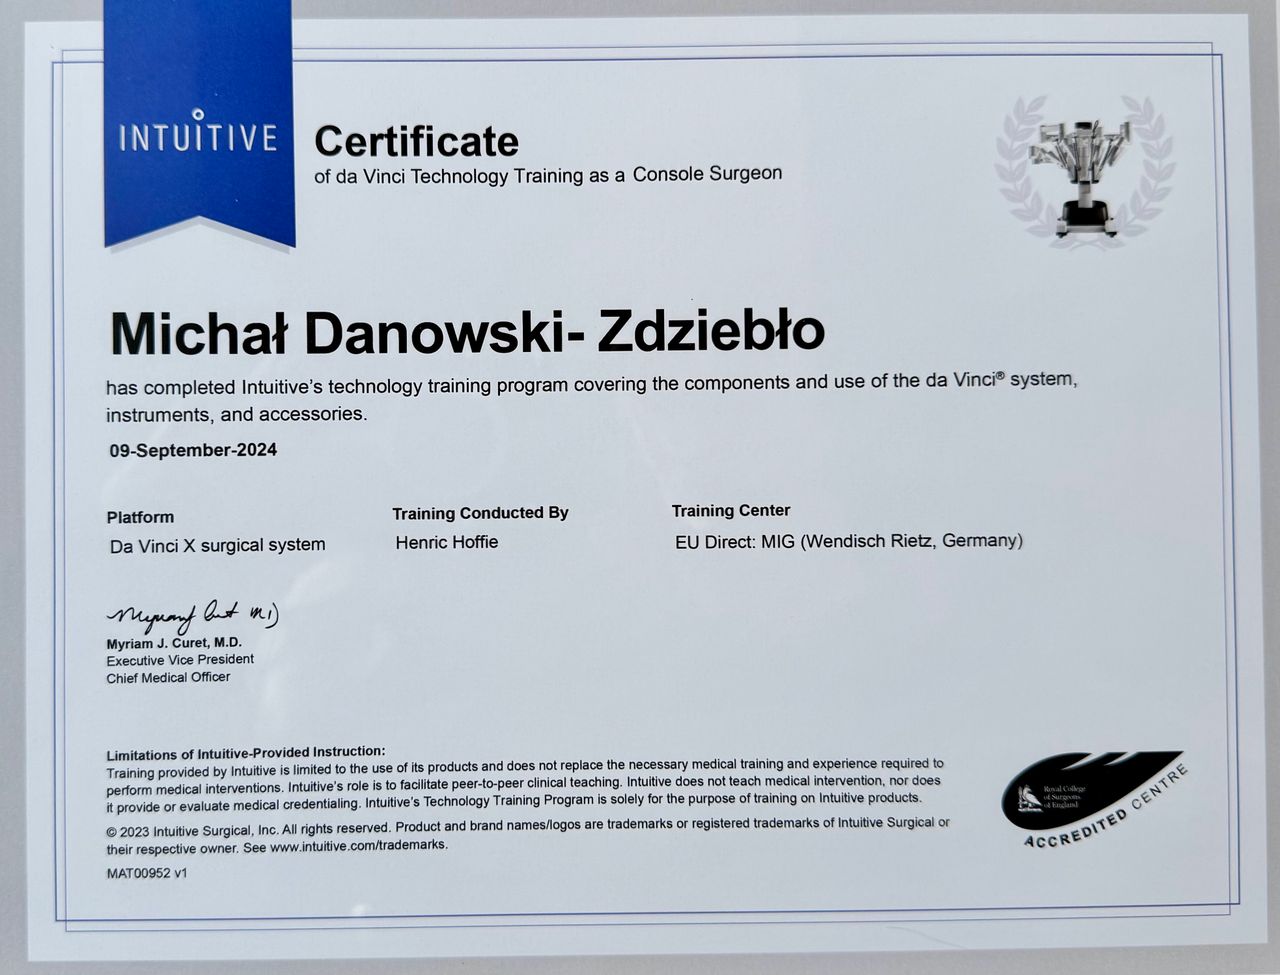 INTUITIVE
Certificate
of da Vinci Technology Training as a Console Surgeon
Michał Danowski- Zdziebło
has completed Intuitive's technology training program covering the components and use of the da Vinci® system,
instruments, and accessories.
09-September-2024
Platform
Da Vinci X surgical system
Training Conducted By
Henric Hoffie
Training Center
EU Direct: MIG (Wendisch Rietz, Germany)
Myriam J. Curet, M.D.
Executive Vice President
Chief Medical Officer
Limitations of Intuitive-Provided Instruction:
Training provided by Intuitive is limited to the use of its products and does not replace the necessary medical training and experience required to
perform medical interventions. Intuitive's role is to facilitate peer-to-peer clinical teaching. Intuitive does not teach medical intervention, nor does
it provide or evaluate medical credentialing. Intuitive's Technology Training Program is solely for the purpose of training on Intuitive products.
© 2023 Intuitive Surgical, Inc. All rights reserved. Product and brand names/logos are trademarks or registered trademarks of Intuitive Surgical or
their respective owner. See www.intuitive.com/trademarks.
MAT00952 v1
Royal College
of Surgeons
of England
ACCREDITED CENTRE